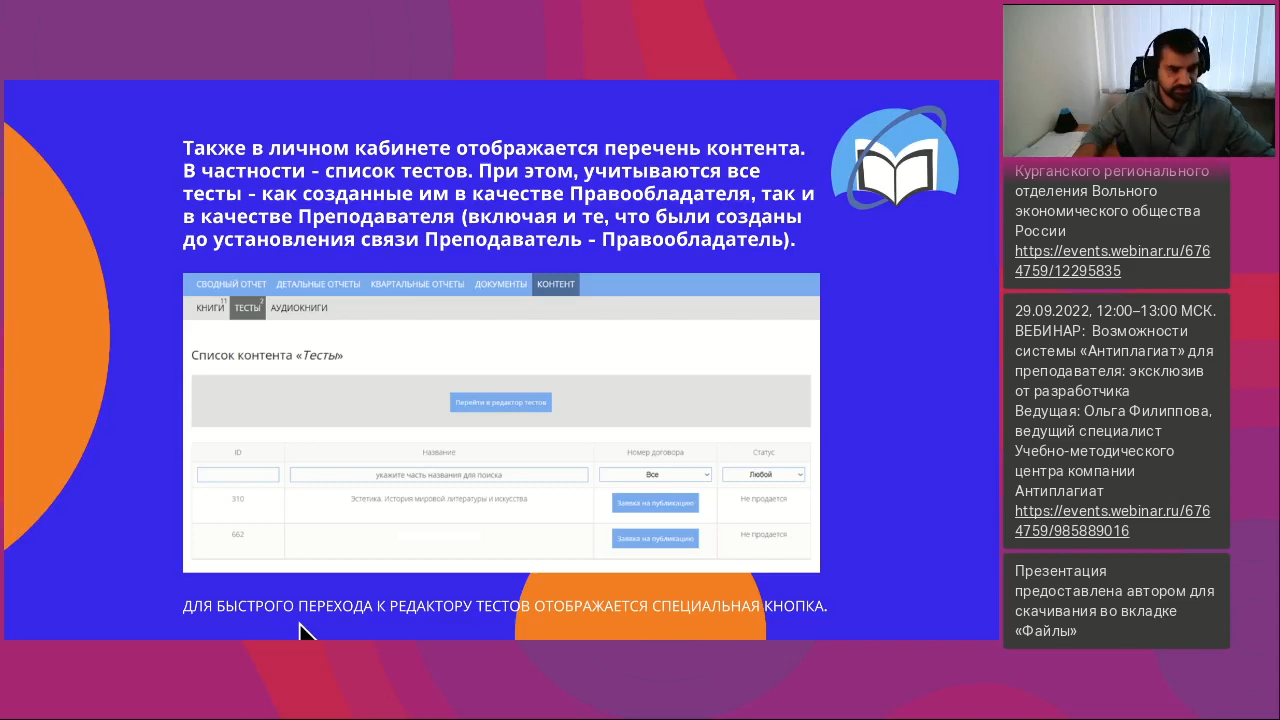 Также в личном кабинете отображается перечень контента.
В частности – список тестов. При этом, учитываются все
тесты – как созданные им в качестве Правообладателя, так и
в качестве Преподавателя (включая и те, что были созданы
до установления связи Преподаватель – Правообладатель).
СВОДНЫЙ ОТЧЕТ ДЕТАЛЬНЫЕ ОТЧЕТЫ КВАРТАЛЬНЫЕ ОТЧЕТЫ ДОКУМЕНТЫ КОНТЕНТ
КНИГИ 11 ТЕСТЫ 2 АУДИОКНИГИ
Список контента «Тесты»
Перейти в редактор тестов
ID Название Номер договора Статус
укажите часть названия для поиска Все Любой
310 Эстетика. История мировой литературы и искусства Заявка на публикацию Не продается
662 Заявка на публикацию Не продается
ДЛЯ БЫСТРОГО ПЕРЕХОДА К РЕДАКТОРУ ТЕСТОВ ОТОБРАЖАЕТСЯ СПЕЦИАЛЬНАЯ КНОПКА.
Курганского регионального
отделения Вольного
экономического общества
России
https://events.webinar.ru/676
4759/12295835
29.09.2022, 12:00–13:00 МСК.
ВЕБИНАР: Возможности
системы «Антиплагиат» для
преподавателя: эксклюзив
от разработчика
Ведущая: Ольга Филиппова,
ведущий специалист
Учебно-методического
центра компании
Антиплагиат
https://events.webinar.ru/676
4759/985889016
Презентация
предоставлена автором для
скачивания во вкладке
«Файлы»